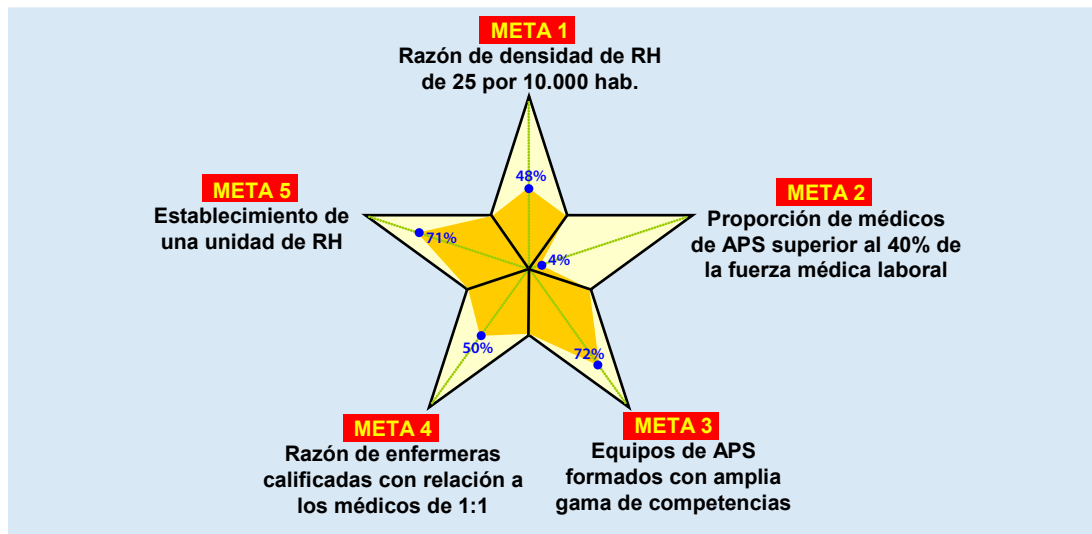 META 1
Razón de densidad de RH
de 25 por 10.000 hab.
48%
META 2
Proporción de médicos
de APS superior al 40% de
la fuerza médica laboral
4%
META 3
Equipos de APS
formados con amplia
gama de competencias
72%
META 4
Razón de enfermeras
calificadas con relación a
los médicos de 1:1
50%
META 5
Establecimiento de
una unidad de RH
71%